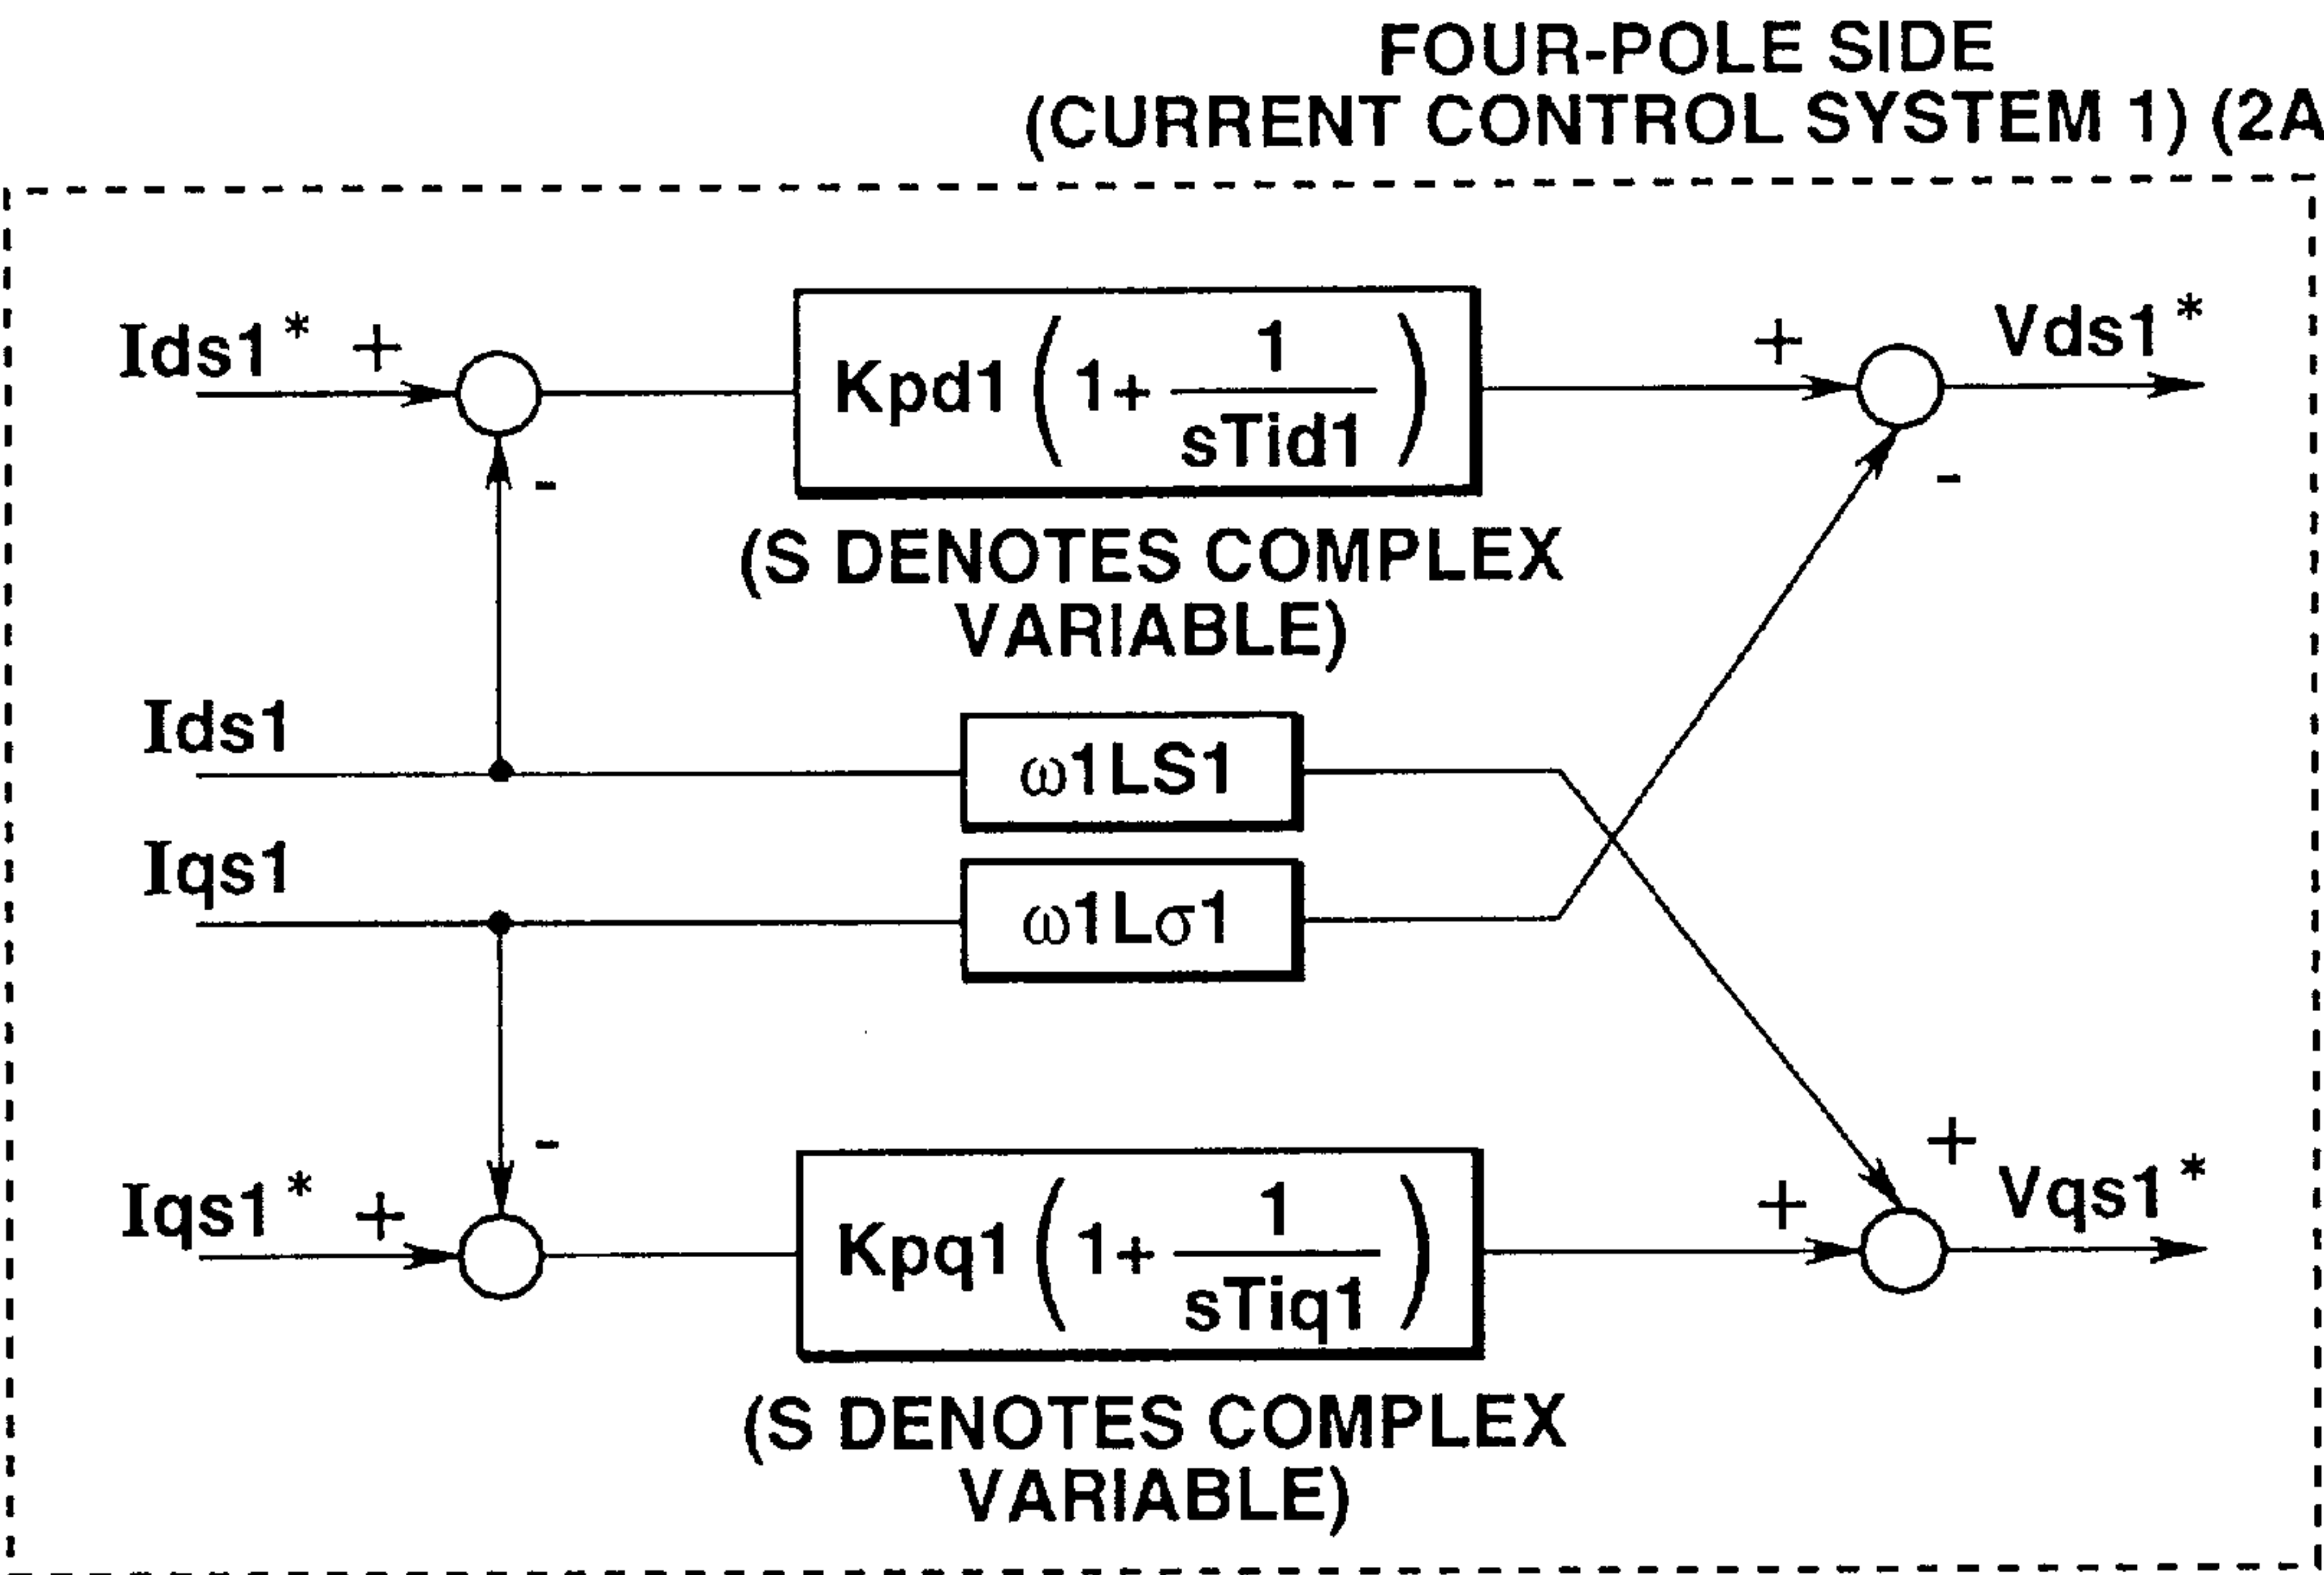 FOUR-POLE SIDE
(CURRENT CONTROL SYSTEM 1) (2A
Ids1* +
Kpd1 (1+ 1/sTid1)
+
Vds1*
-
-
(S DENOTES COMPLEX
VARIABLE)
Ids1
ω1LS1
Iqs1
ω1Lσ1
-
+
Iqs1* +
Kpq1 (1+ 1/sTiq1)
+
Vqs1*
(S DENOTES COMPLEX
VARIABLE)